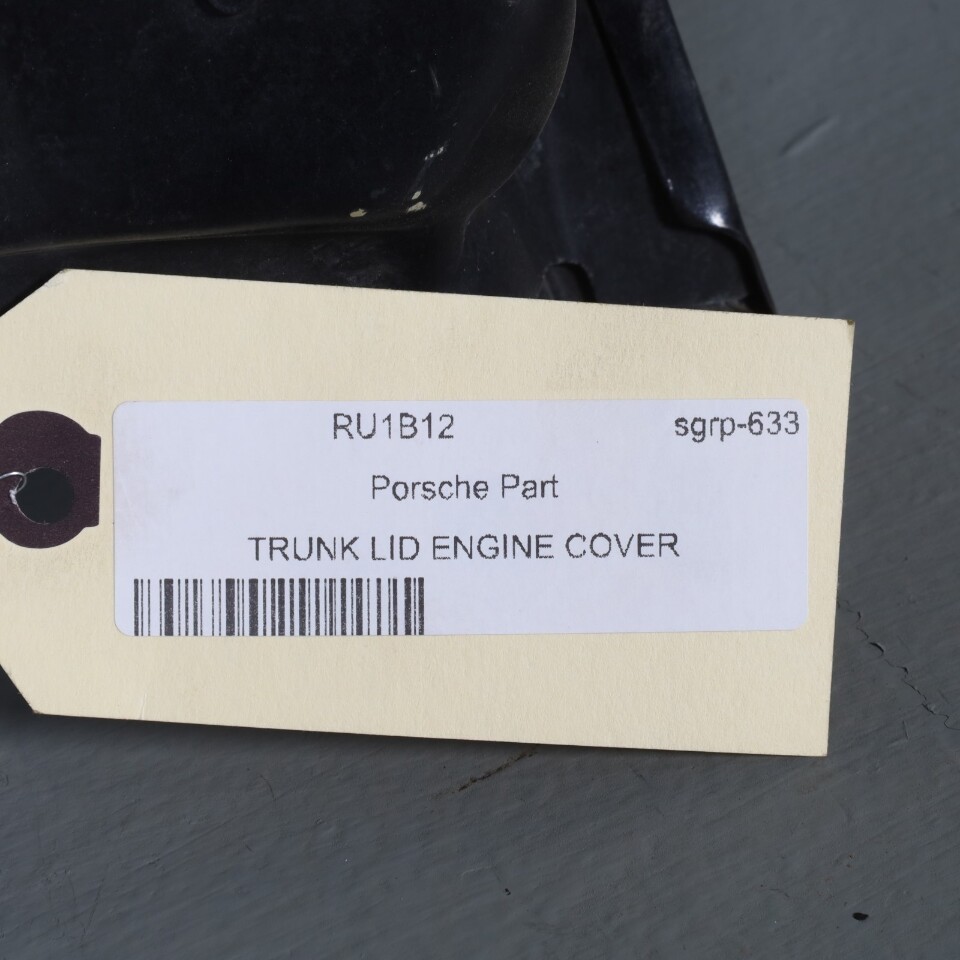 RU1B12 sgrp-633
Porsche Part
TRUNK LID ENGINE COVER